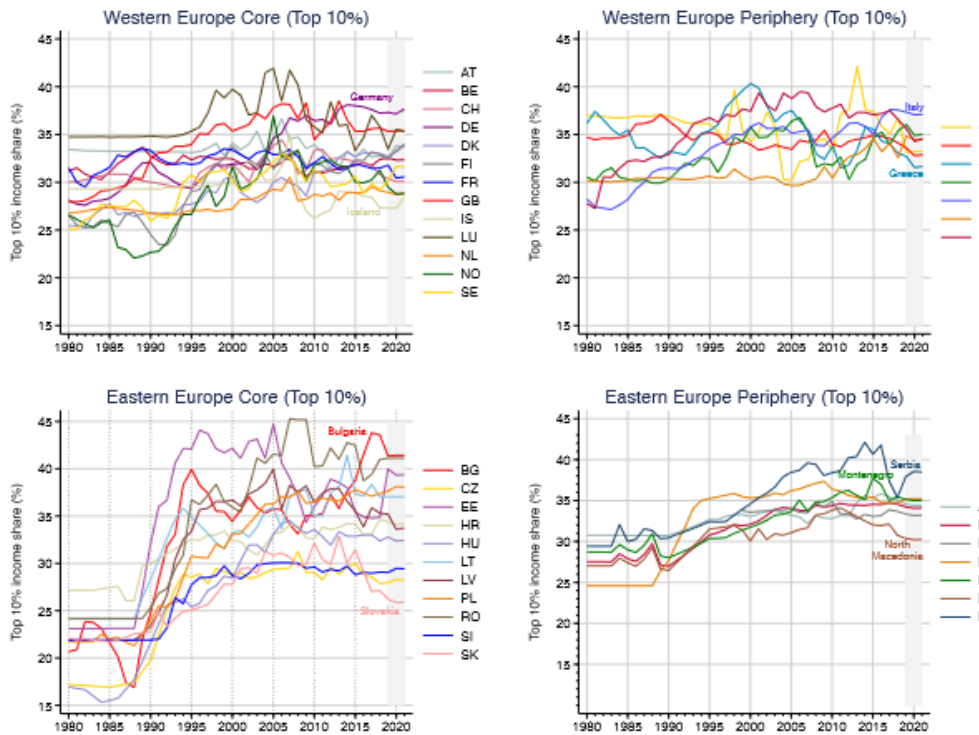 Western Europe Core (Top 10%)
45
40
35
30
25
20
15
Top 10% income share (%)
1980 1985 1990 1995 2000 2005 2010 2015 2020
Germany
Iceland
AT
BE
CH
DE
DK
FI
FR
GB
IS
LU
NL
NO
SE
Western Europe Periphery (Top 10%)
45
40
35
30
25
20
15
Top 10% income share (%)
1980 1985 1990 1995 2000 2005 2010 2015 2020
Italy
Greece
Eastern Europe Core (Top 10%)
45
40
35
30
25
20
15
Top 10% income share (%)
1980 1985 1990 1995 2000 2005 2010 2015 2020
Bulgaria
Slovakia
BG
CZ
EE
HR
HU
LT
LV
PL
RO
SI
SK
Eastern Europe Periphery (Top 10%)
45
40
35
30
25
20
15
Top 10% income share (%)
1980 1985 1990 1995 2000 2005 2010 2015 2020
Serbia
Montenegro
North
Macedonia